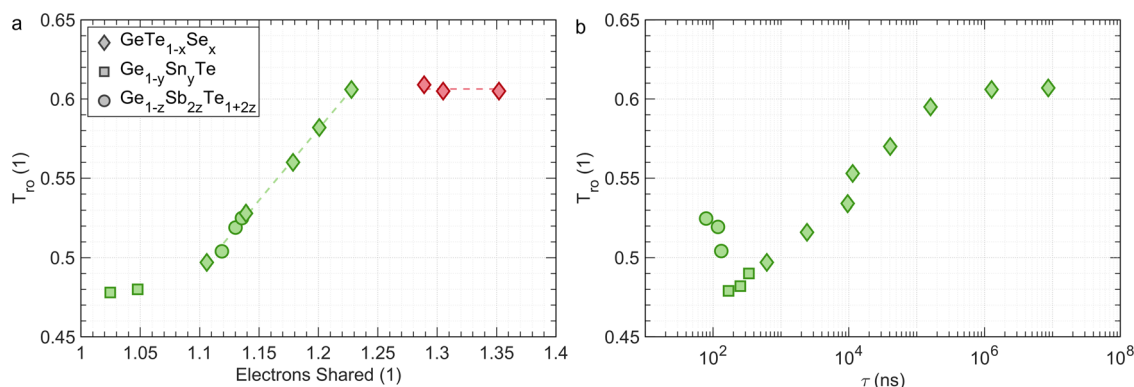 a
GeTe1-xSex
Ge1-ySnyTe
Ge1-zSb2zTe1+2z
0.65
0.6
0.55
0.5
0.45
Tro (1)
1 1.05 1.1 1.15 1.2 1.25 1.3 1.35 1.4
Electrons Shared (1)
b
0.65
0.6
0.55
0.5
0.45
Tro (1)
10^2 10^4 10^6 10^8
τ (ns)